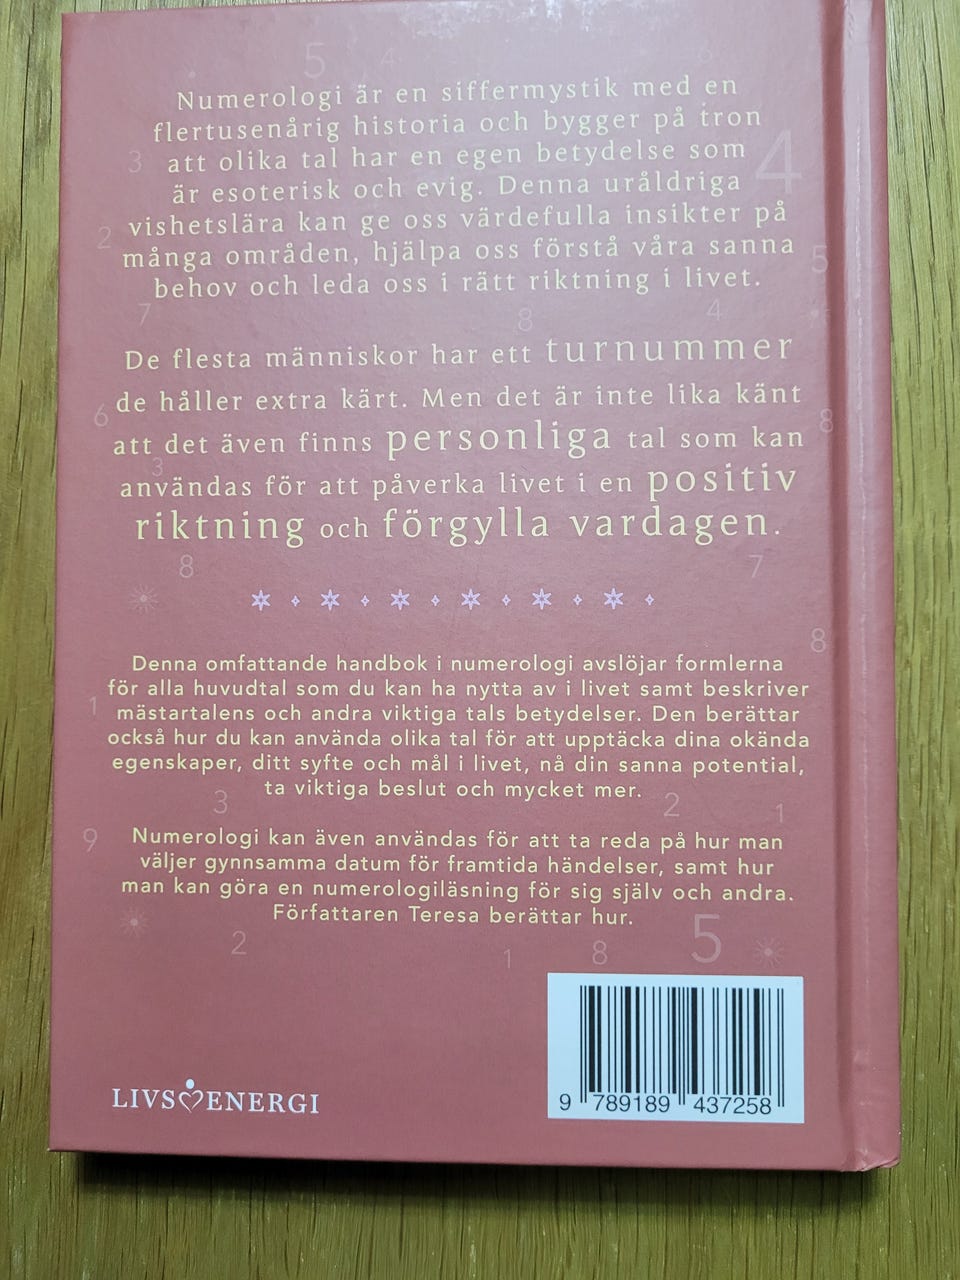 Numerologi är en siffermystik med en
flertusenårig historia och bygger på tron
att olika tal har en egen betydelse som
är esoterisk och evig. Denna uråldriga
vishetslära kan ge oss värdefulla insikter på
många områden, hjälpa oss förstå våra sanna
behov och leda oss i rätt riktning i livet.
De flesta människor har ett turnummer
de håller extra kärt. Men det är inte lika känt
att det även finns personliga tal som kan
användas för att påverka livet i en positiv
riktning och förgylla vardagen.
Denna omfattande handbok i numerologi avslöjar formlerna
för alla huvudtal som du kan ha nytta av i livet samt beskriver
mästartalens och andra viktiga tals betydelser. Den berättar
också hur du kan använda olika tal för att upptäcka dina okända
egenskaper, ditt syfte och mål i livet, nå din sanna potential,
ta viktiga beslut och mycket mer.
Numerologi kan även användas för att ta reda på hur man
väljer gynnsamma datum för framtida händelser, samt hur
man kan göra en numerologiläsning för sig själv och andra.
Författaren Teresa berättar hur.
LIVSENERGI
9 789189 437258